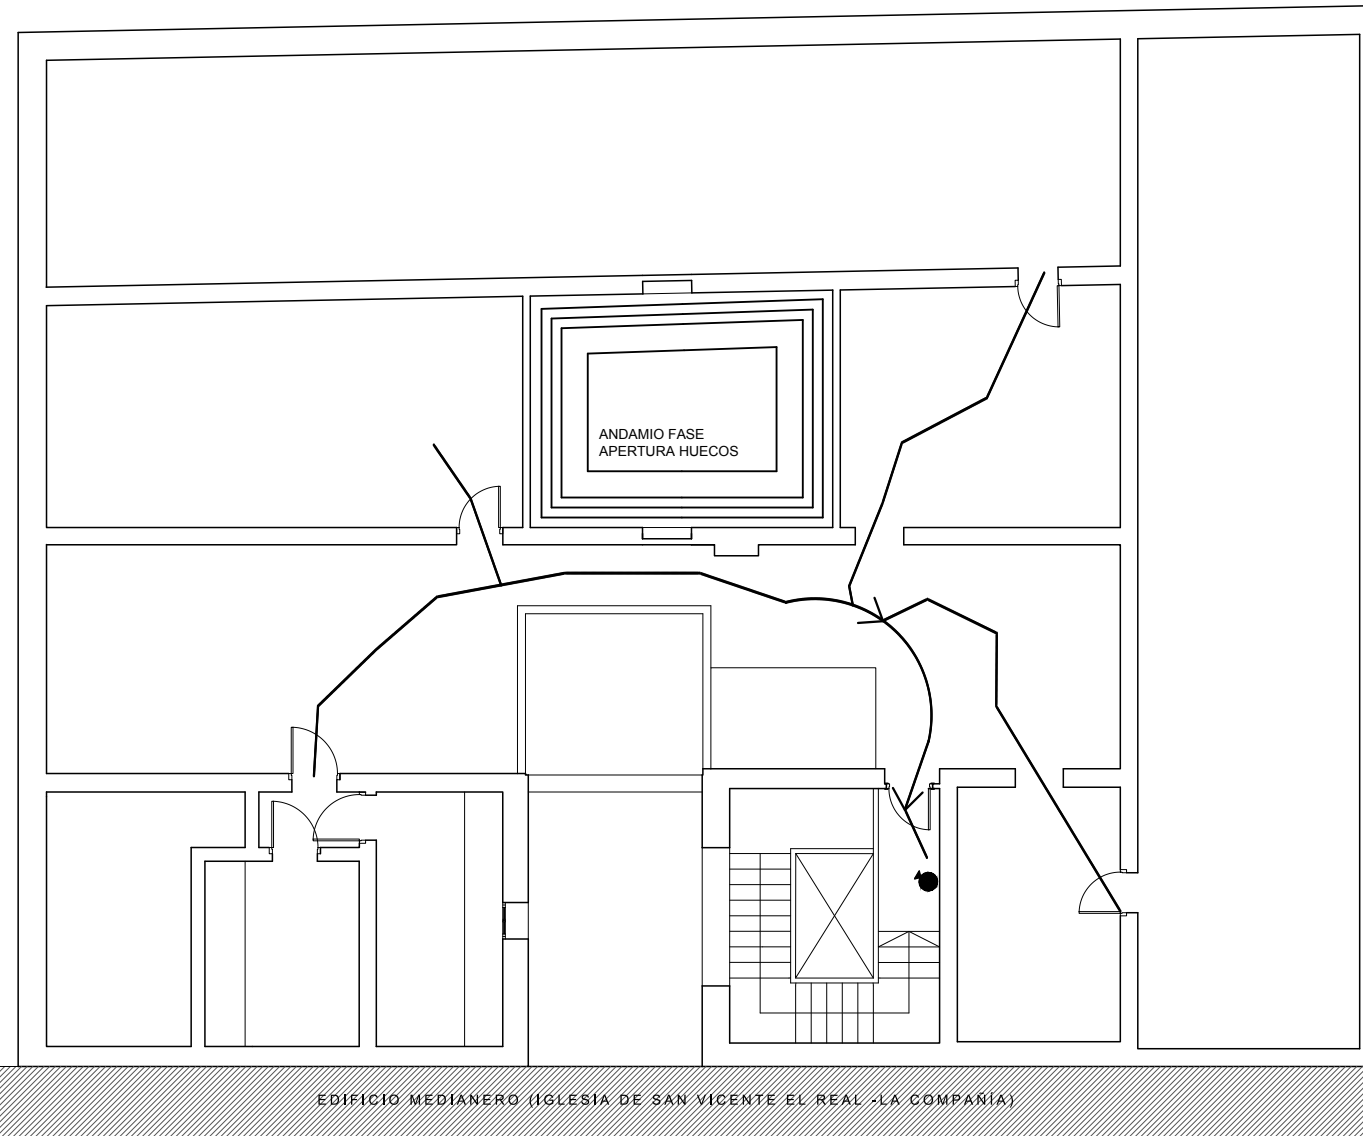 ANDAMIO FASE
APERTURA HUECOS
EDIFICIO MEDIANERO (IGLESIA DE SAN VICENTE EL REAL -LA COMPAÑÍA)